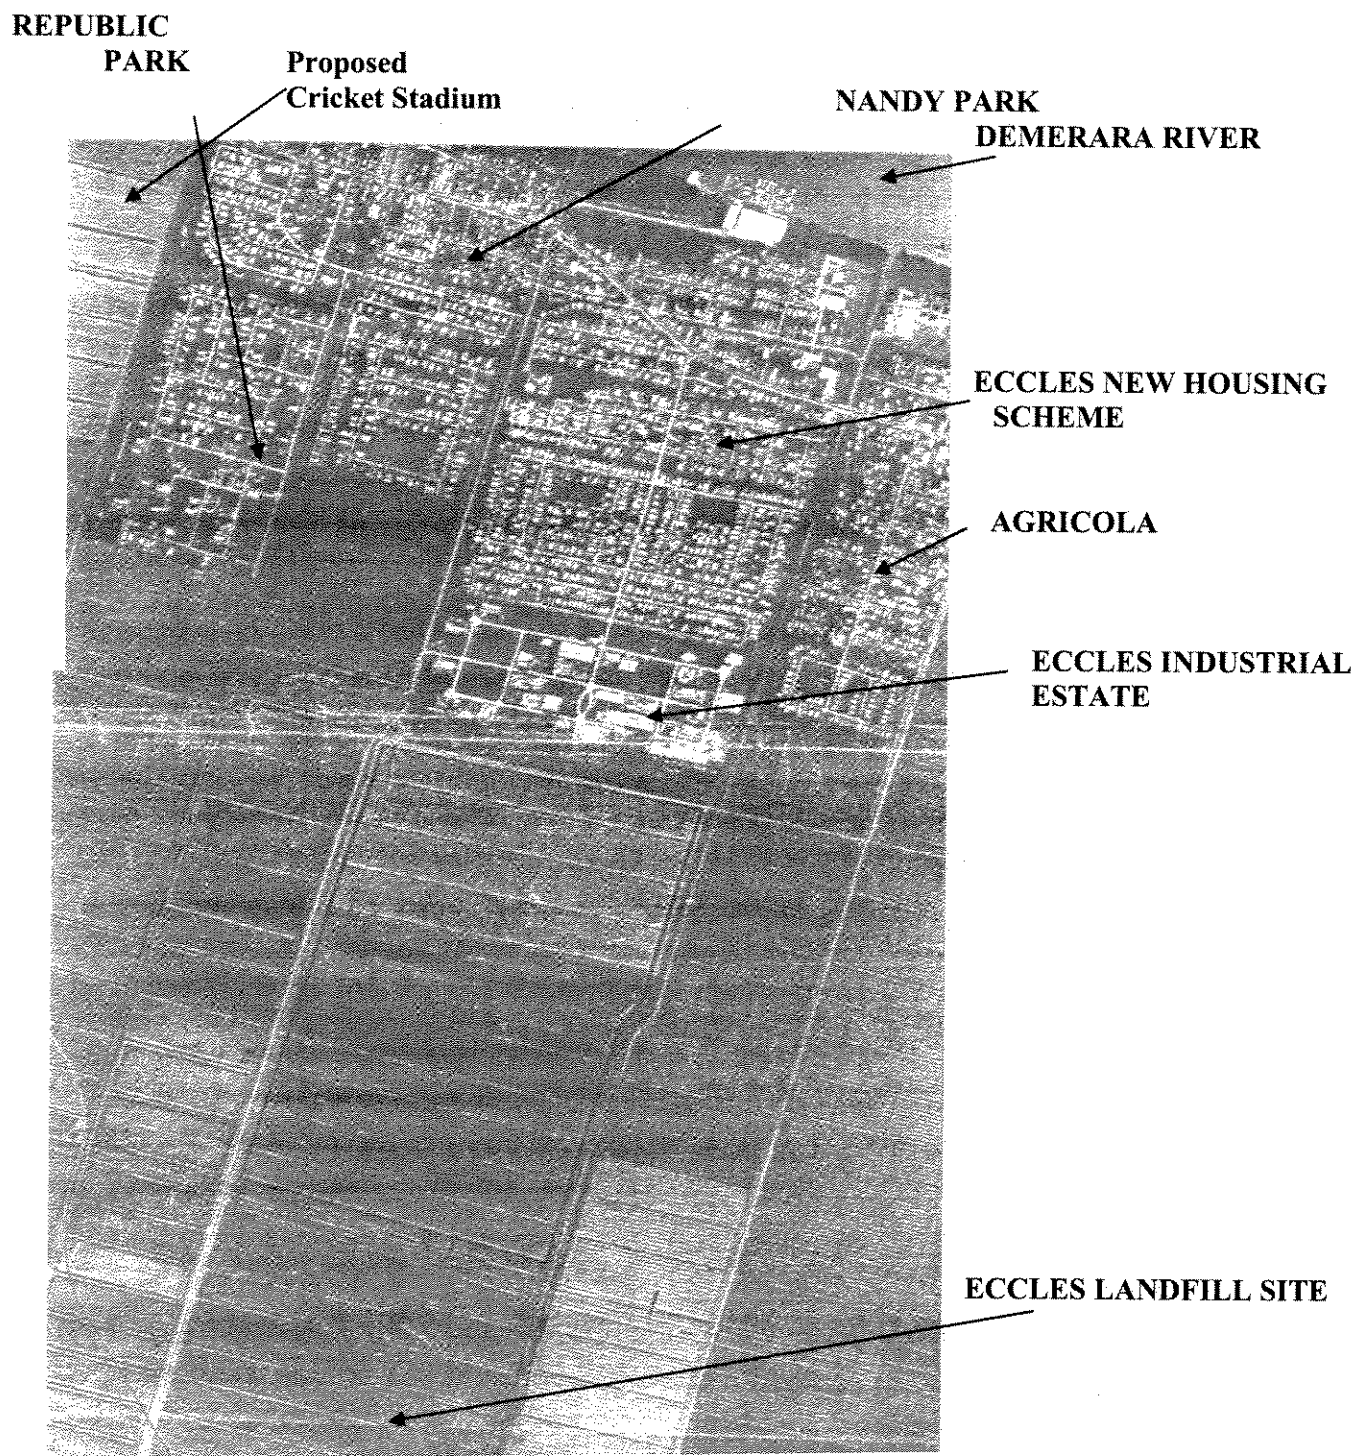 REPUBLIC
PARK
Proposed
Cricket Stadium
NANDY PARK
DEMERARA RIVER
ECCLES NEW HOUSING
SCHEME
AGRICOLA
ECCLES INDUSTRIAL
ESTATE
ECCLES LANDFILL SITE